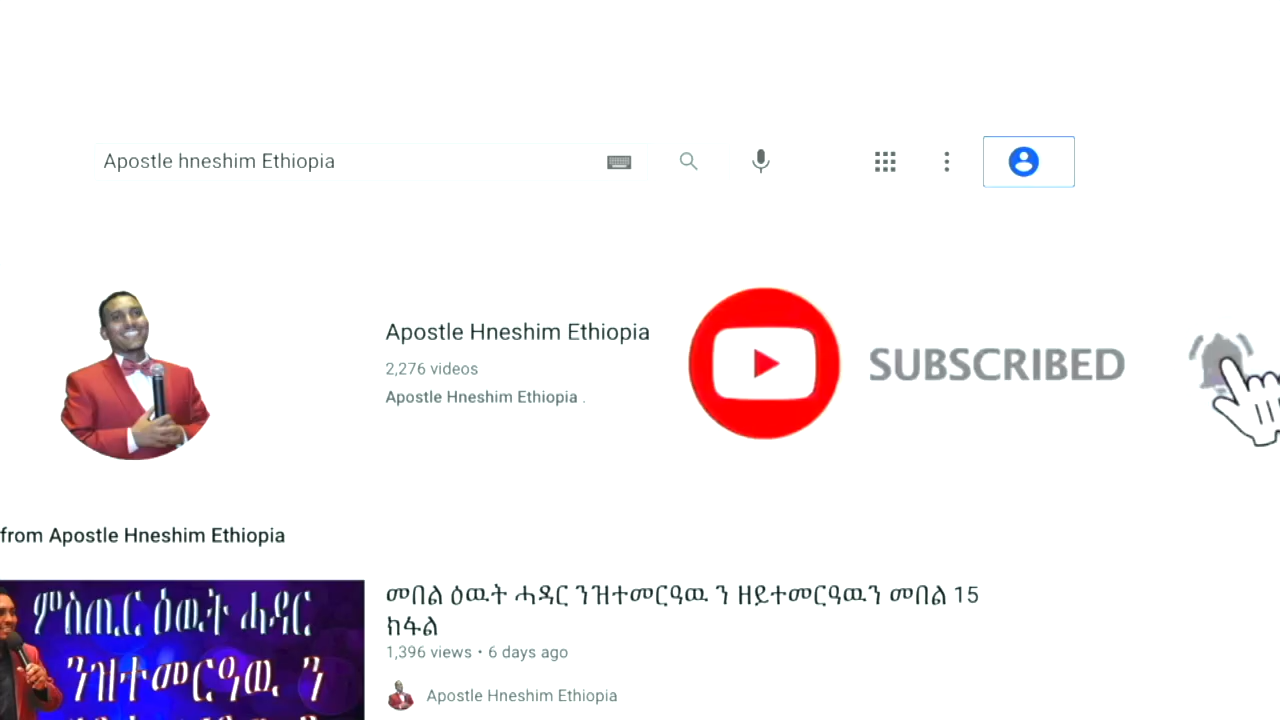 Apostle hneshim Ethiopia
Apostle Hneshim Ethiopia
2,276 videos
Apostle Hneshim Ethiopia .
SUBSCRIBED
from Apostle Hneshim Ethiopia
መበል ዕዉት ሓዳር ንዝተመርዓዉ ን ዘይተመርዓዉን መበል 15
ክፋል
1,396 views • 6 days ago
Apostle Hneshim Ethiopia
ምስጢር ዕዉት ሓዳር
ንዝተመርዓዉ ን